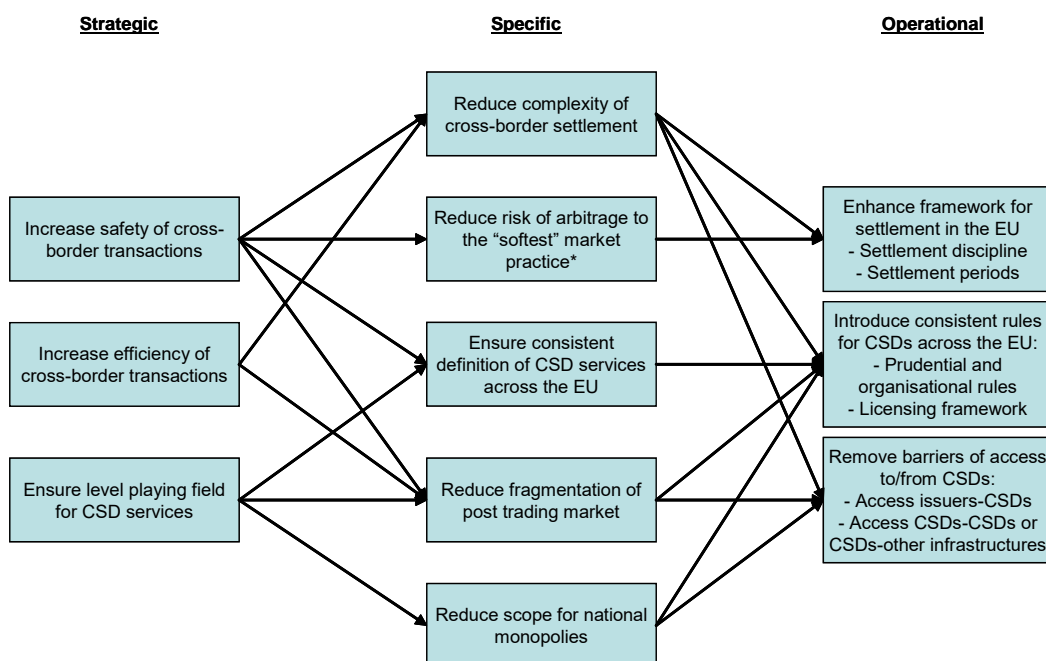 Strategic
Specific
Operational
Reduce complexity of
cross-border settlement
Increase safety of cross-
border transactions
Reduce risk of arbitrage to
the “softest” market
practice*
Enhance framework for
settlement in the EU
- Settlement discipline
- Settlement periods
Increase efficiency of
cross-border transactions
Ensure consistent
definition of CSD services
across the EU
Introduce consistent rules
for CSDs across the EU:
- Prudential and
organisational rules
- Licensing framework
Ensure level playing field
for CSD services
Reduce fragmentation of
post trading market
Remove barriers of access
to/from CSDs:
- Access issuers-CSDs
- Access CSDs-CSDs or
CSDs-other infrastructures
Reduce scope for national
monopolies